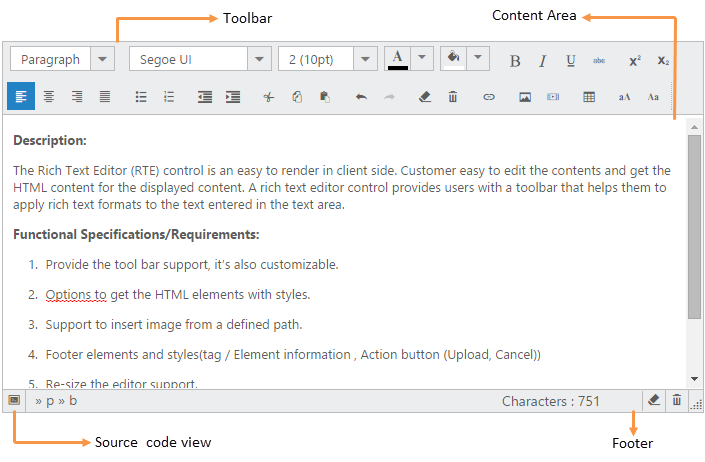 Toolbar
Content Area
Paragraph
Segoe UI
2 (10pt)
A
B I U abc X² X₂
aA Aa
Description:
The Rich Text Editor (RTE) control is an easy to render in client side. Customer easy to edit the contents and get the
HTML content for the displayed content. A rich text editor control provides users with a toolbar that helps them to
apply rich text formats to the text entered in the text area.
Functional Specifications/Requirements:
1. Provide the tool bar support, it's also customizable.
2. Options to get the HTML elements with styles.
3. Support to insert image from a defined path.
4. Footer elements and styles(tag / Element information , Action button (Upload, Cancel))
5. Re-size the editor support.
» p » b
Characters : 751
Source code view
Footer